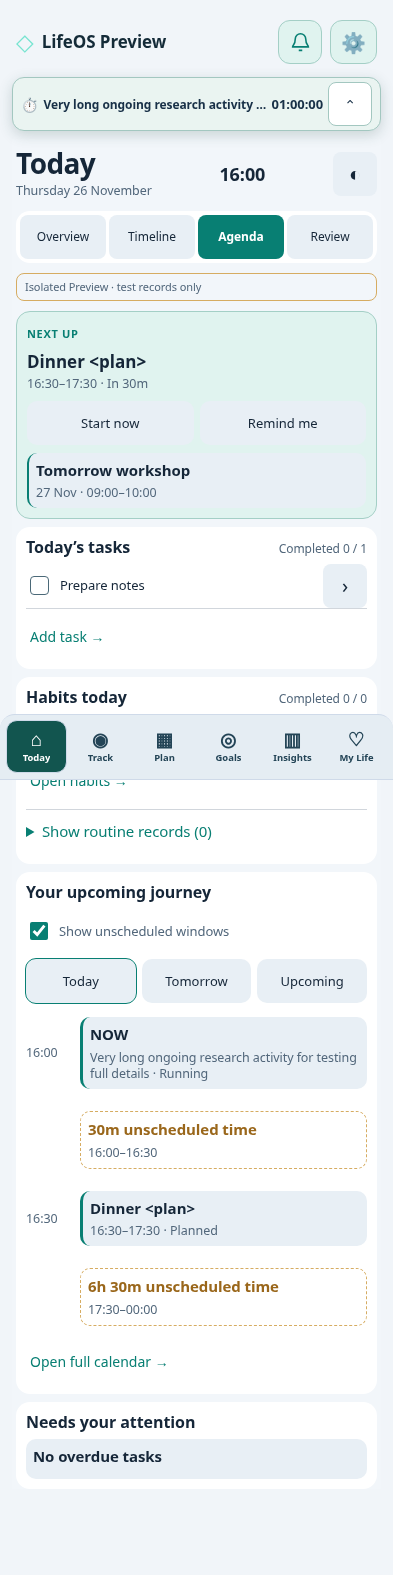 LifeOS Preview
Very long ongoing research activity ... 01:00:00
Today
Thursday 26 November
16:00
Overview
Timeline
Agenda
Review
Isolated Preview · test records only
NEXT UP
Dinner <plan>
16:30–17:30 · In 30m
Start now
Remind me
Tomorrow workshop
27 Nov · 09:00–10:00
Today’s tasks
Completed 0 / 1
Prepare notes
Add task →
Habits today
Completed 0 / 0
Today
Track
Plan
Goals
Insights
My Life
Open habits →
Show routine records (0)
Your upcoming journey
Show unscheduled windows
Today
Tomorrow
Upcoming
16:00
NOW
Very long ongoing research activity for testing
full details · Running
30m unscheduled time
16:00–16:30
16:30
Dinner <plan>
16:30–17:30 · Planned
6h 30m unscheduled time
17:30–00:00
Open full calendar →
Needs your attention
No overdue tasks